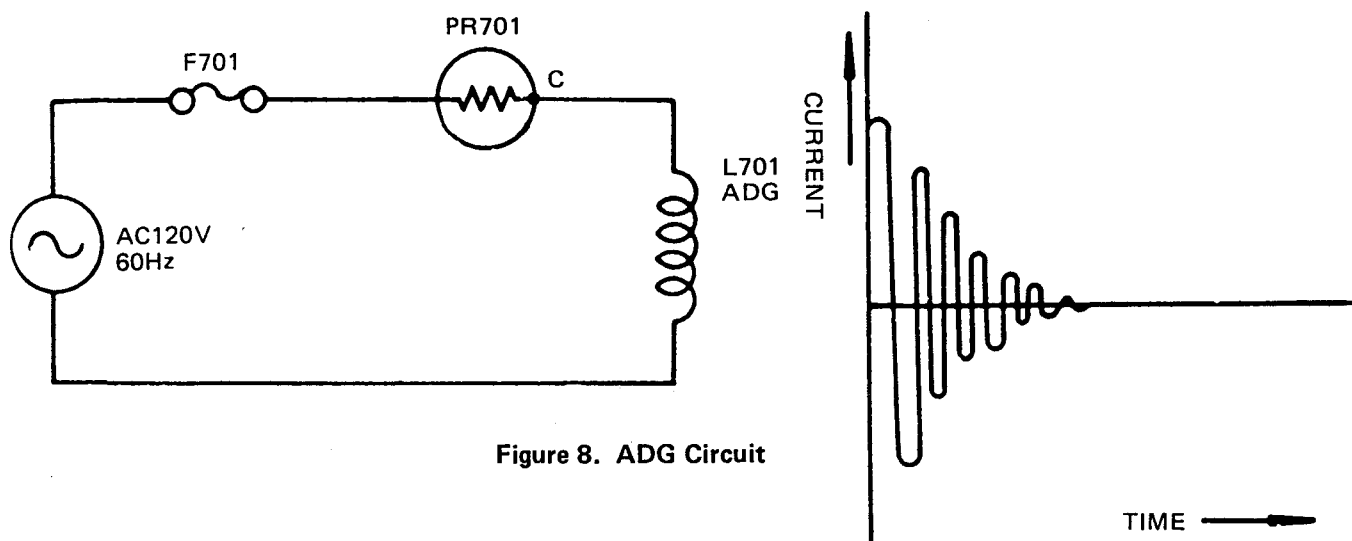 PR701
F701
C
L701
ADG
AC120V
60Hz
CURRENT
Figure 8. ADG Circuit
TIME